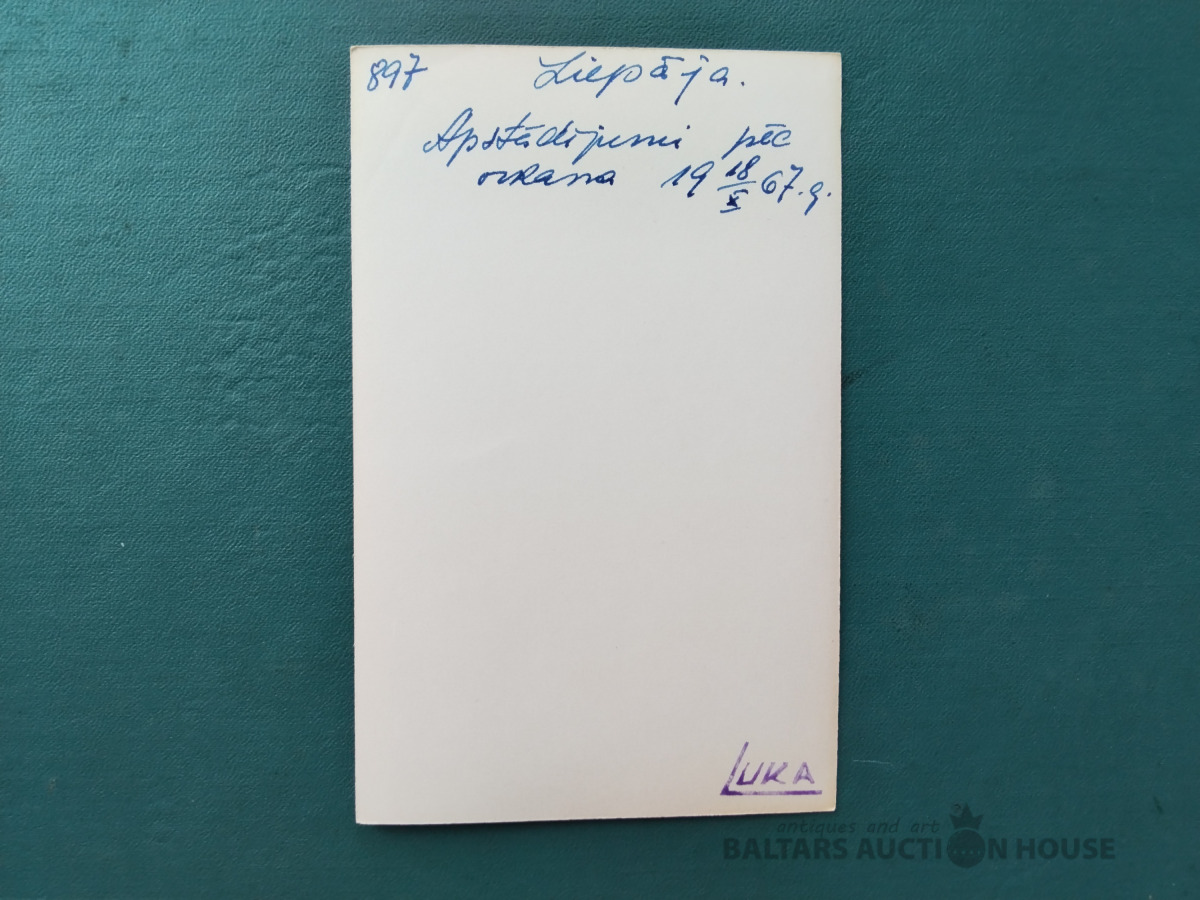 897 Liepāja.
Apstādījumi pēc
orkana 19 18/X 67. g.
LUKA
antiques and art
BALTARS AUCTION HOUSE